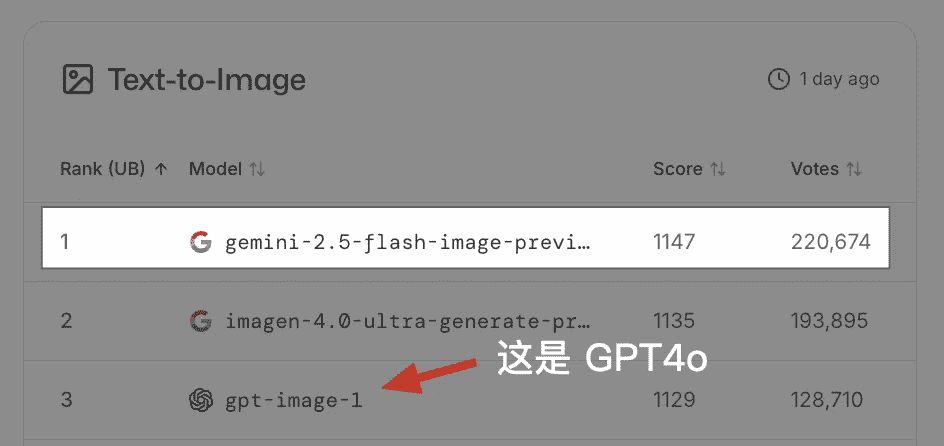 Text-to-Image 1 day ago
Rank (UB) ↑ Model ↑↓ Score ↑↓ Votes ↑↓
1 gemini-2.5-flash-image-previ… 1147 220,674
2 imagen-4.0-ultra-generate-pr… 1135 193,895
这是 GPT4o
3 gpt-image-1 1129 128,710